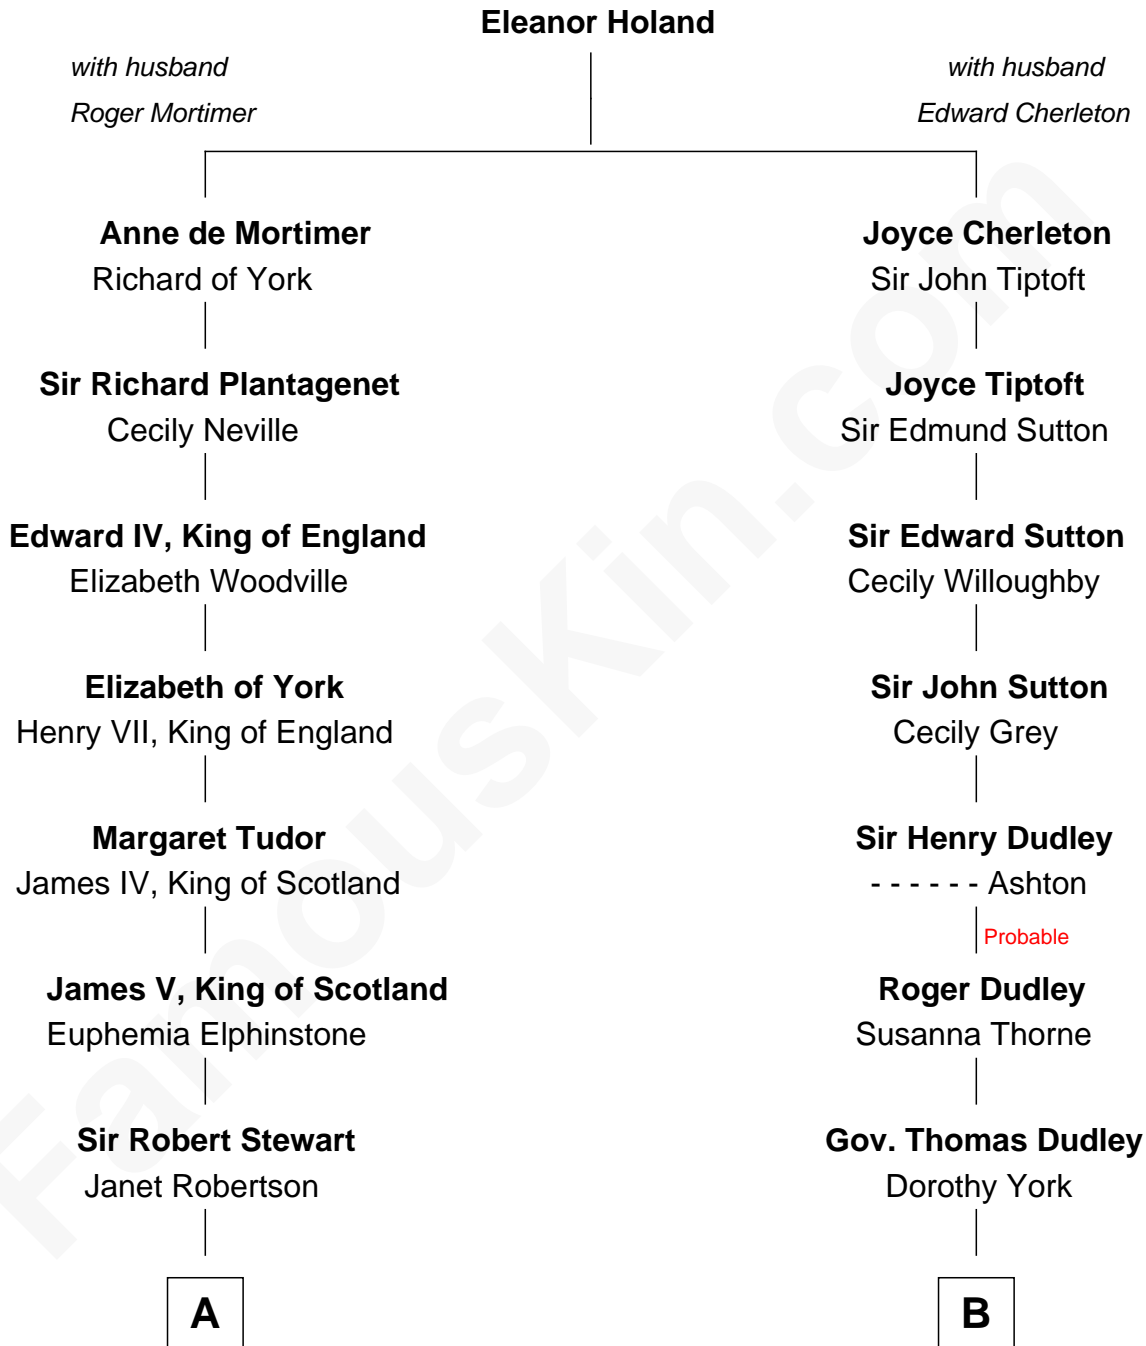 Eleanor Holand
with husband
Roger Mortimer
with husband
Edward Cherleton
Anne de Mortimer
Richard of York
Sir Richard Plantagenet
Cecily Neville
Edward IV, King of England
Elizabeth Woodville
Elizabeth of York
Henry VII, King of England
Margaret Tudor
James IV, King of Scotland
James V, King of Scotland
Euphemia Elphinstone
Sir Robert Stewart
Janet Robertson
A
Joyce Cherleton
Sir John Tiptoft
Joyce Tiptoft
Sir Edmund Sutton
Sir Edward Sutton
Cecily Willoughby
Sir John Sutton
Cecily Grey
Sir Henry Dudley
- - - - - - Ashton
Probable
Roger Dudley
Susanna Thorne
Gov. Thomas Dudley
Dorothy York
B
FamousKin.com